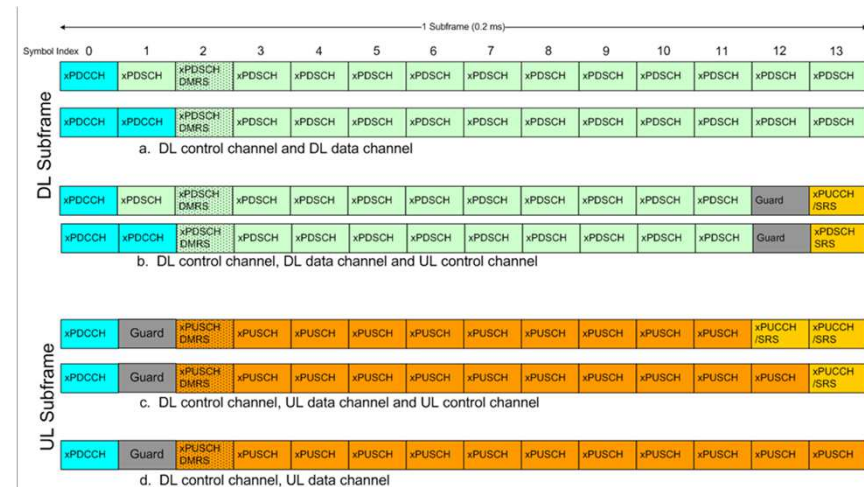 1 Subframe (0.2 ms)
Symbol Index 0 1 2 3 4 5 6 7 8 9 10 11 12 13
DL Subframe
xPDCCH xPDSCH xPDSCH DMRS xPDSCH xPDSCH xPDSCH xPDSCH xPDSCH xPDSCH xPDSCH xPDSCH xPDSCH xPDSCH xPDSCH
xPDCCH xPDCCH xPDSCH DMRS xPDSCH xPDSCH xPDSCH xPDSCH xPDSCH xPDSCH xPDSCH xPDSCH xPDSCH xPDSCH xPDSCH
a. DL control channel and DL data channel
xPDCCH xPDSCH xPDSCH DMRS xPDSCH xPDSCH xPDSCH xPDSCH xPDSCH xPDSCH xPDSCH xPDSCH xPDSCH Guard xPUCCH /SRS
xPDCCH xPDCCH xPDSCH DMRS xPDSCH xPDSCH xPDSCH xPDSCH xPDSCH xPDSCH xPDSCH xPDSCH xPDSCH Guard xPDSCH SRS
b. DL control channel, DL data channel and UL control channel
UL Subframe
xPDCCH Guard xPUSCH DMRS xPUSCH xPUSCH xPUSCH xPUSCH xPUSCH xPUSCH xPUSCH xPUSCH xPUSCH xPUCCH /SRS xPUCCH /SRS
xPDCCH Guard xPUSCH DMRS xPUSCH xPUSCH xPUSCH xPUSCH xPUSCH xPUSCH xPUSCH xPUSCH xPUSCH xPUSCH xPUCCH /SRS
c. DL control channel, UL data channel and UL control channel
xPDCCH Guard xPUSCH DMRS xPUSCH xPUSCH xPUSCH xPUSCH xPUSCH xPUSCH xPUSCH xPUSCH xPUSCH xPUSCH xPUSCH
d. DL control channel, UL data channel